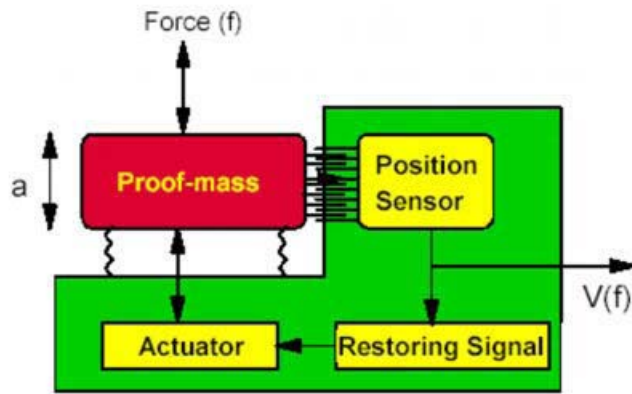 Force (f)
a
Proof-mass
Position
Sensor
V(f)
Actuator
Restoring Signal